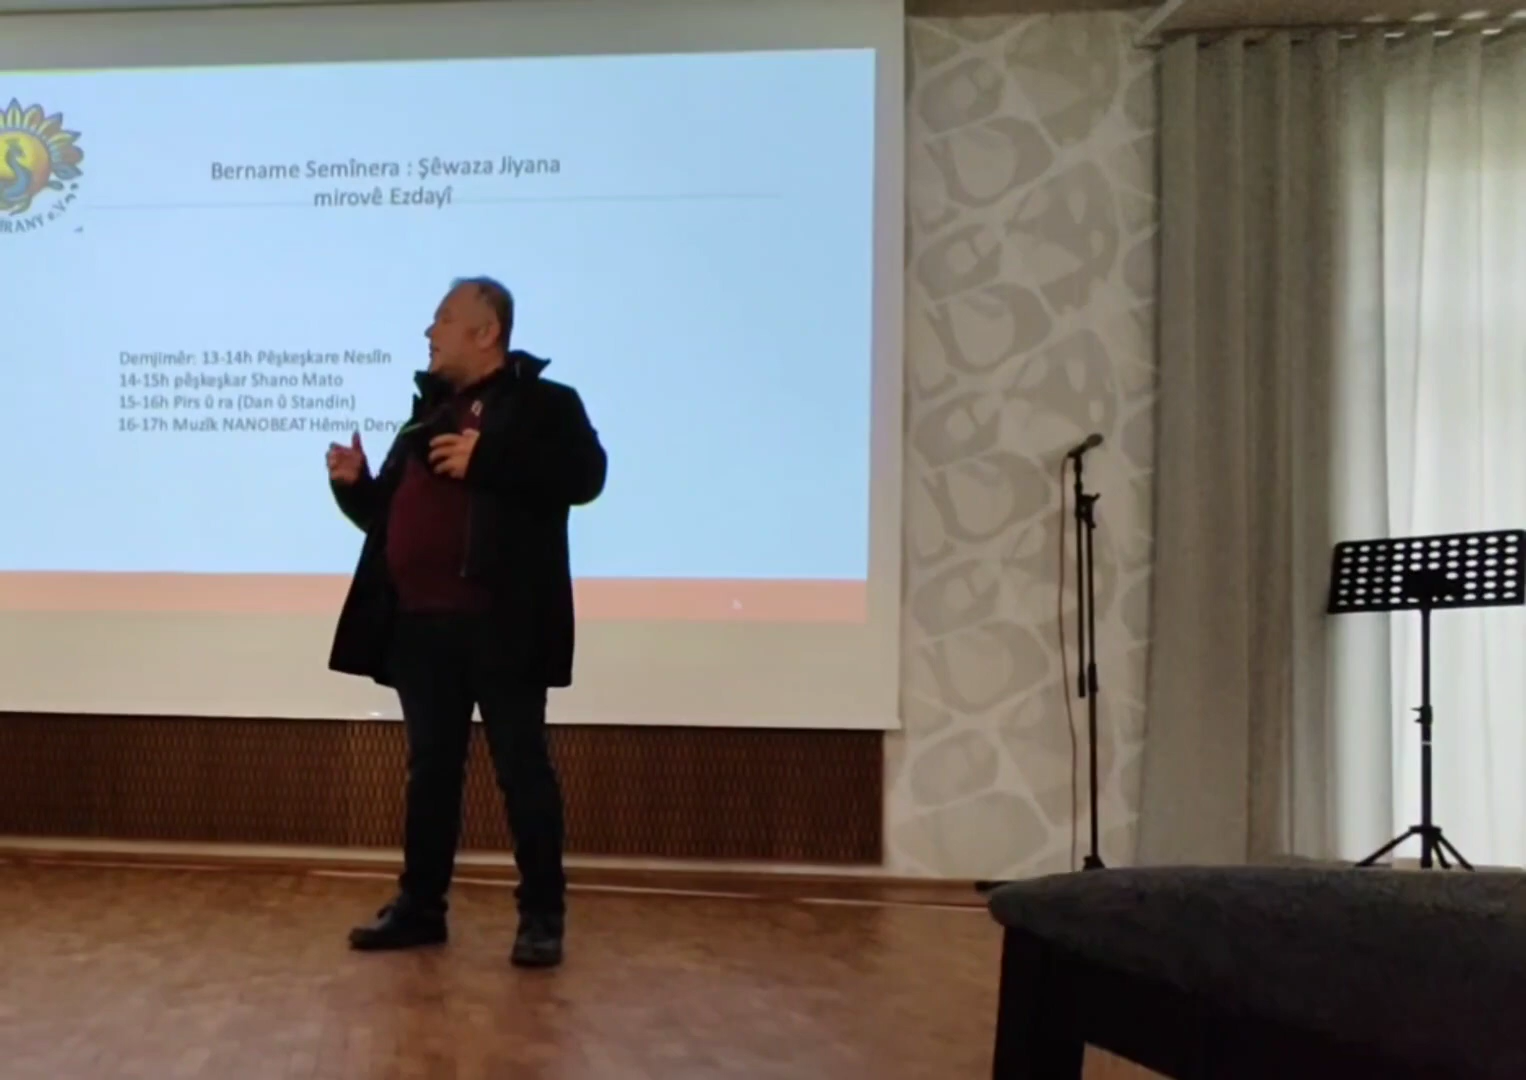 IRANY e.V.
Bername Semînera : Şêwaza Jiyana
mirovê Ezdayî
Demjimêr: 13-14h Pêşkeşkare Neslîn
14-15h pêşkeşkar Shano Mato
15-16h Pirs û ra (Dan û Standin)
16-17h Muzîk NANOBEAT Hêmin